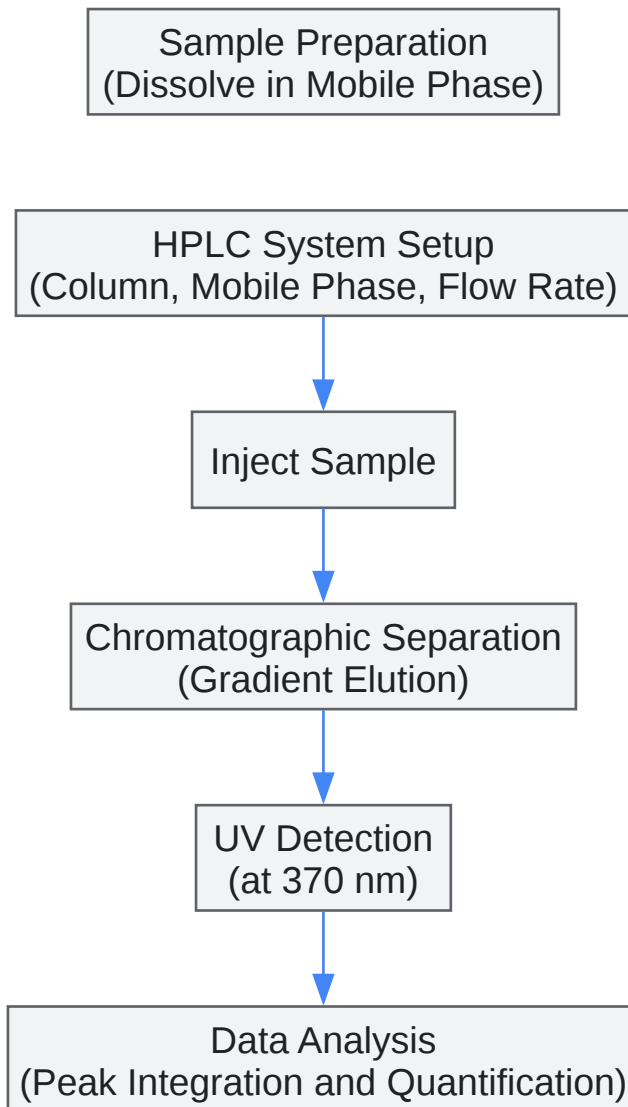 Sample Preparation
(Dissolve in Mobile Phase)
HPLC System Setup
(Column, Mobile Phase, Flow Rate)
Inject Sample
Chromatographic Separation
(Gradient Elution)
UV Detection
(at 370 nm)
Data Analysis
(Peak Integration and Quantification)